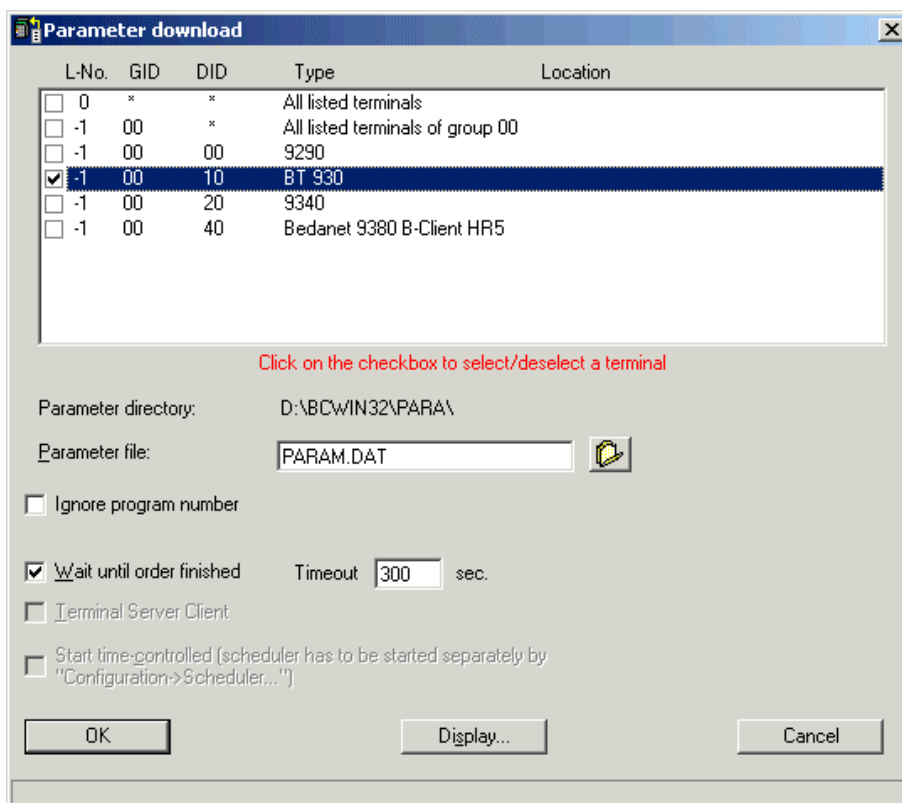 Parameter download
L-No. GID DID Type Location
0 * * All listed terminals
-1 00 * All listed terminals of group 00
-1 00 00 9290
-1 00 10 BT 930
-1 00 20 9340
-1 00 40 Bedanet 9380 B-Client HR5
Click on the checkbox to select/deselect a terminal
Parameter directory: D:\BCWIN32\PARA\
Parameter file: PARAM.DAT
Ignore program number
Wait until order finished Timeout 300 sec.
Terminal Server Client
Start time-controlled (scheduler has to be started separately by
"Configuration->Scheduler...")
OK Display... Cancel